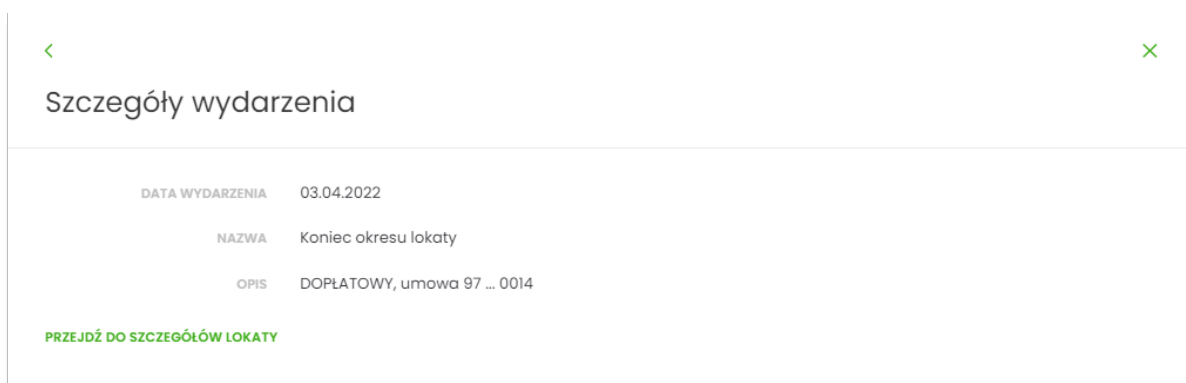 Szczegóły wydarzenia
DATA WYDARZENIA 03.04.2022
NAZWA Koniec okresu lokaty
OPIS DOPŁATOWY, umowa 97 ... 0014
PRZEJDŹ DO SZCZEGÓŁÓW LOKATY